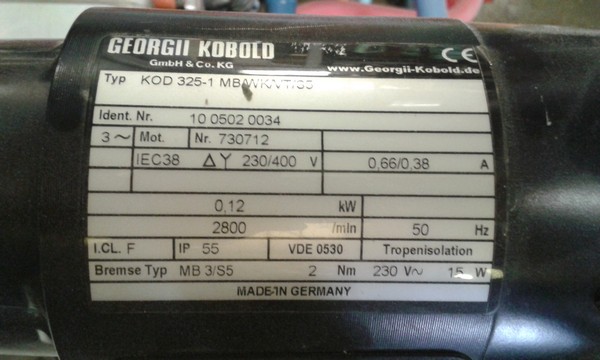 GEORGII KOBOLD
GmbH & Co. KG
www.Georgii-Kobold.de
CE
Typ KOD 325-1
Ident. Nr. 10 0502 0034
3 ~ Mot. Nr. 730712
IEC38 Δ Y 230/400 V 0,66/0,38 A
0,12 kW
2800 /min 50 Hz
I.CL. F IP 55 VDE 0530 Tropenisolation
Bremse Typ MB 3/S5 2 Nm 230 V~ 15 W
MADE-IN GERMANY